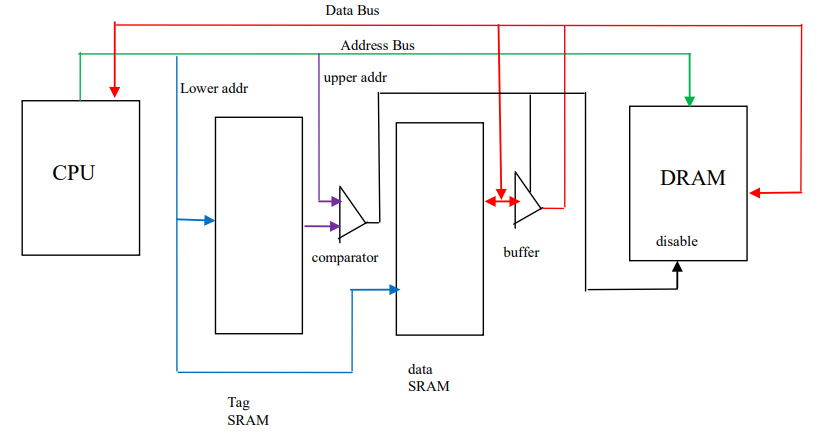 Data Bus
Address Bus
Lower addr
upper addr
CPU
DRAM
disable
comparator
buffer
data
SRAM
Tag
SRAM